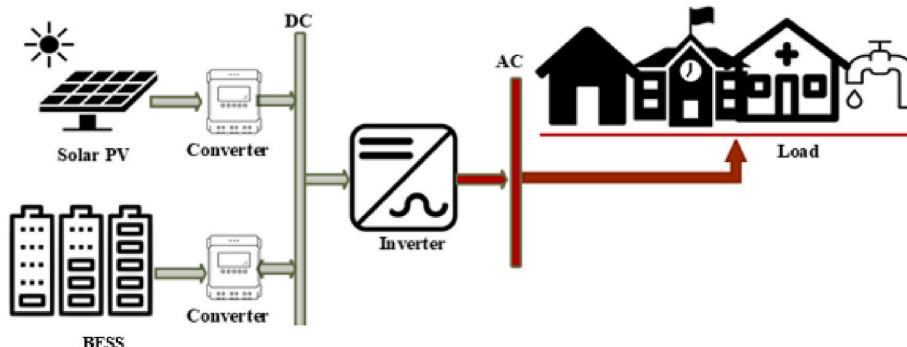 DC
AC
Solar PV
Converter
Load
Inverter
Converter
BESS